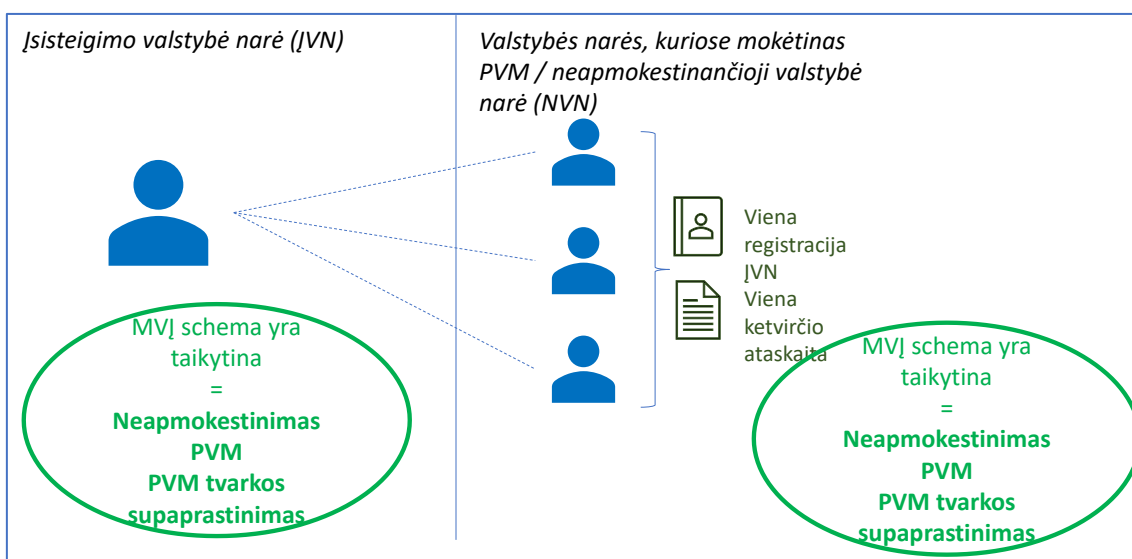 Įsisteigimo valstybė narė (ĮVN)
Valstybės narės, kuriose mokėtinas
PVM / neapmokestinančioji valstybė
narė (NVN)
Viena
registracija
ĮVN
Viena
ketvirčio
ataskaita
MVĮ schema yra
taikytina
=
Neapmokestinimas
PVM
PVM tvarkos
supaprastinimas
MVĮ schema yra
taikytina
=
Neapmokestinimas
PVM
PVM tvarkos
supaprastinimas